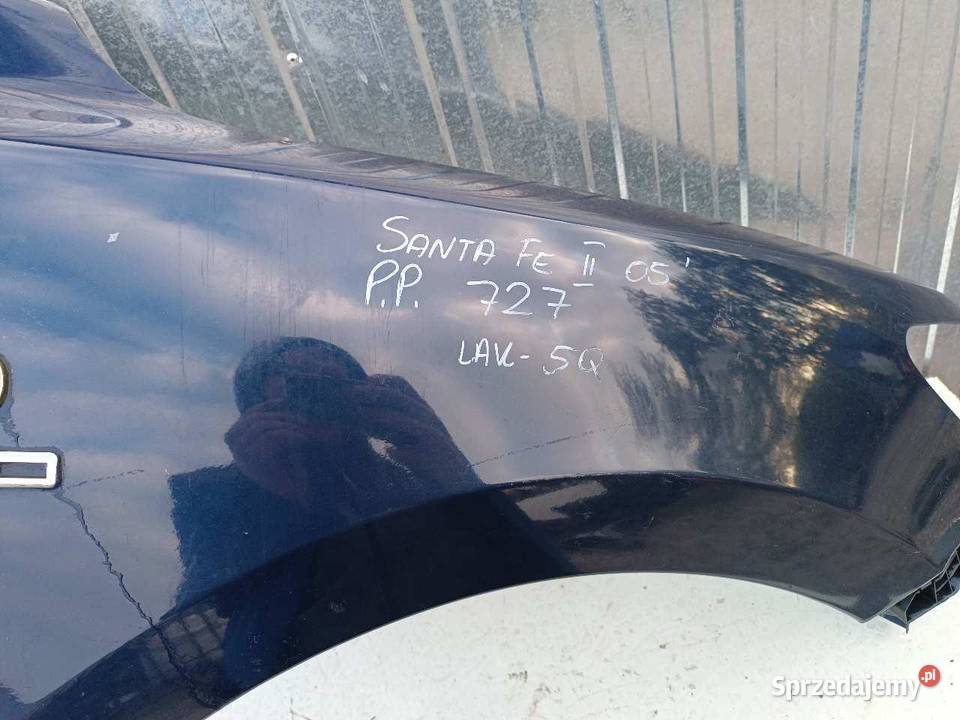 SANTA FE II 05'
P.P. 727
LAK- 5Q
Sprzedajemy.pl